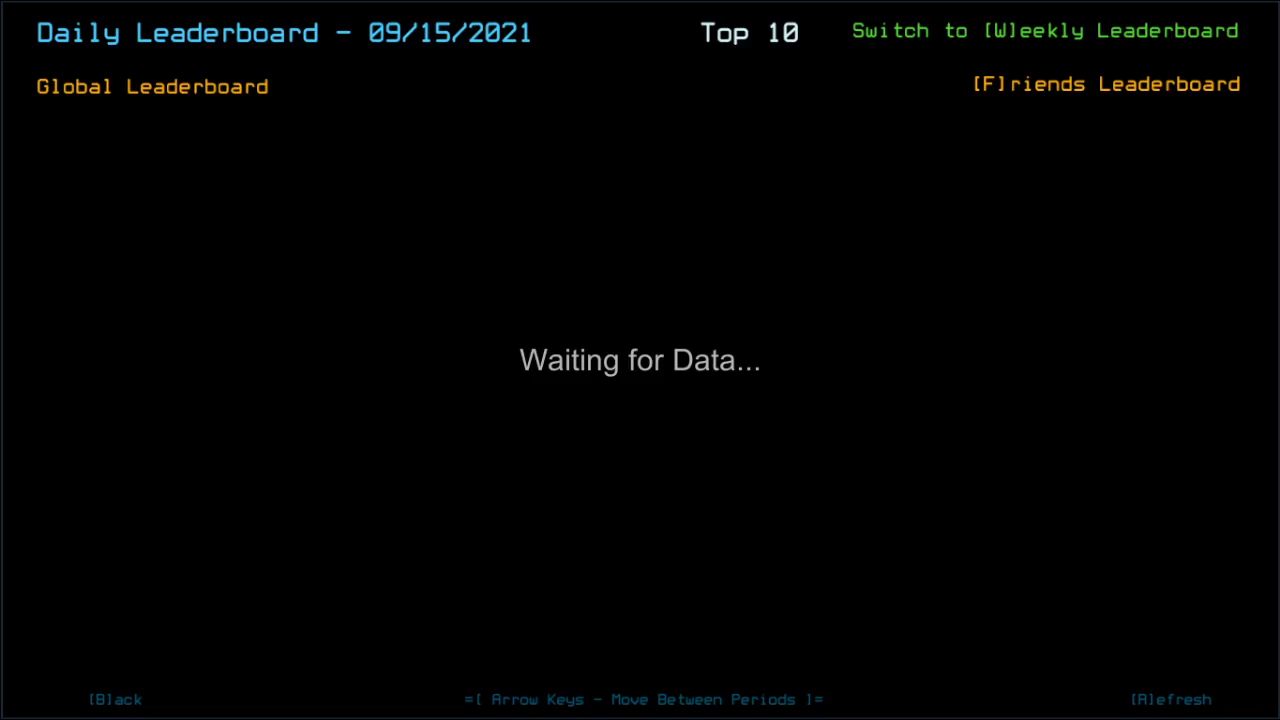 Daily Leaderboard - 09/15/2021 Top 10 Switch to [W]eekly Leaderboard
Global Leaderboard [F]riends Leaderboard
Waiting for Data...
[B]ack =[ Arrow Keys - Move Between Periods ]= [R]efresh